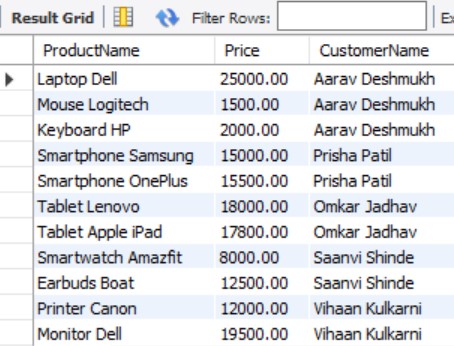 Result Grid Filter Rows:
ProductName Price CustomerName
Laptop Dell 25000.00 Aarav Deshmukh
Mouse Logitech 1500.00 Aarav Deshmukh
Keyboard HP 2000.00 Aarav Deshmukh
Smartphone Samsung 15000.00 Prisha Patil
Smartphone OnePlus 15500.00 Prisha Patil
Tablet Lenovo 18000.00 Omkar Jadhav
Tablet Apple iPad 17800.00 Omkar Jadhav
Smartwatch Amazfit 8000.00 Saanvi Shinde
Earbuds Boat 12500.00 Saanvi Shinde
Printer Canon 12000.00 Vihaan Kulkarni
Monitor Dell 19500.00 Vihaan Kulkarni